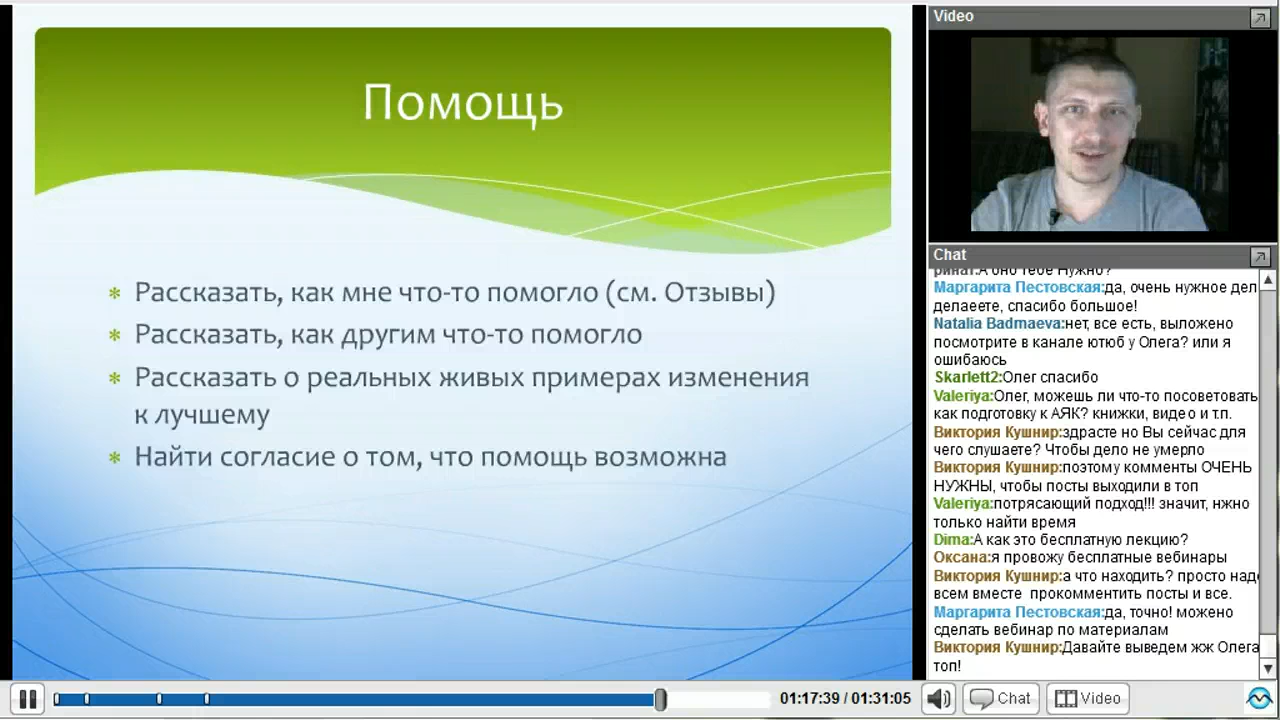 Помощь
Рассказать, как мне что-то помогло (см. Отзывы)
Рассказать, как другим что-то помогло
Рассказать о реальных живых примерах изменения
к лучшему
Найти согласие о том, что помощь возможна
Video
Chat
ринат:А оно тебе Нужно?
Маргарита Пестовская:да, очень нужное дел
делаеете, спасибо большое!
Natalia Badmaeva:нет, все есть, выложено
посмотрите в канале ютюб у Олега? или я
ошибаюсь
Skarlett2:Олег спасибо
Valeriya:Олег, можешь ли что-то посоветовать
как подготовку к АЯК? книжки, видео и т.п.
Виктория Кушнир:здрасте но Вы сейчас для
чего слушаете? Чтобы дело не умерло
Виктория Кушнир:поэтому комменты ОЧЕНЬ
НУЖНЫ, чтобы посты выходили в топ
Valeriya:потрясающий подход!!! значит, нжно
только найти время
Dima:А как это бесплатную лекцию?
Оксана:я провожу бесплатные вебинары
Виктория Кушнир:а что находить? просто над
всем вместе прокомментить посты и все.
Маргарита Пестовская:да, точно! можено
сделать вебинар по материалам
Виктория Кушнир:Давайте выведем жж Олега
топ!
01:17:39 / 01:31:05
Chat
Video